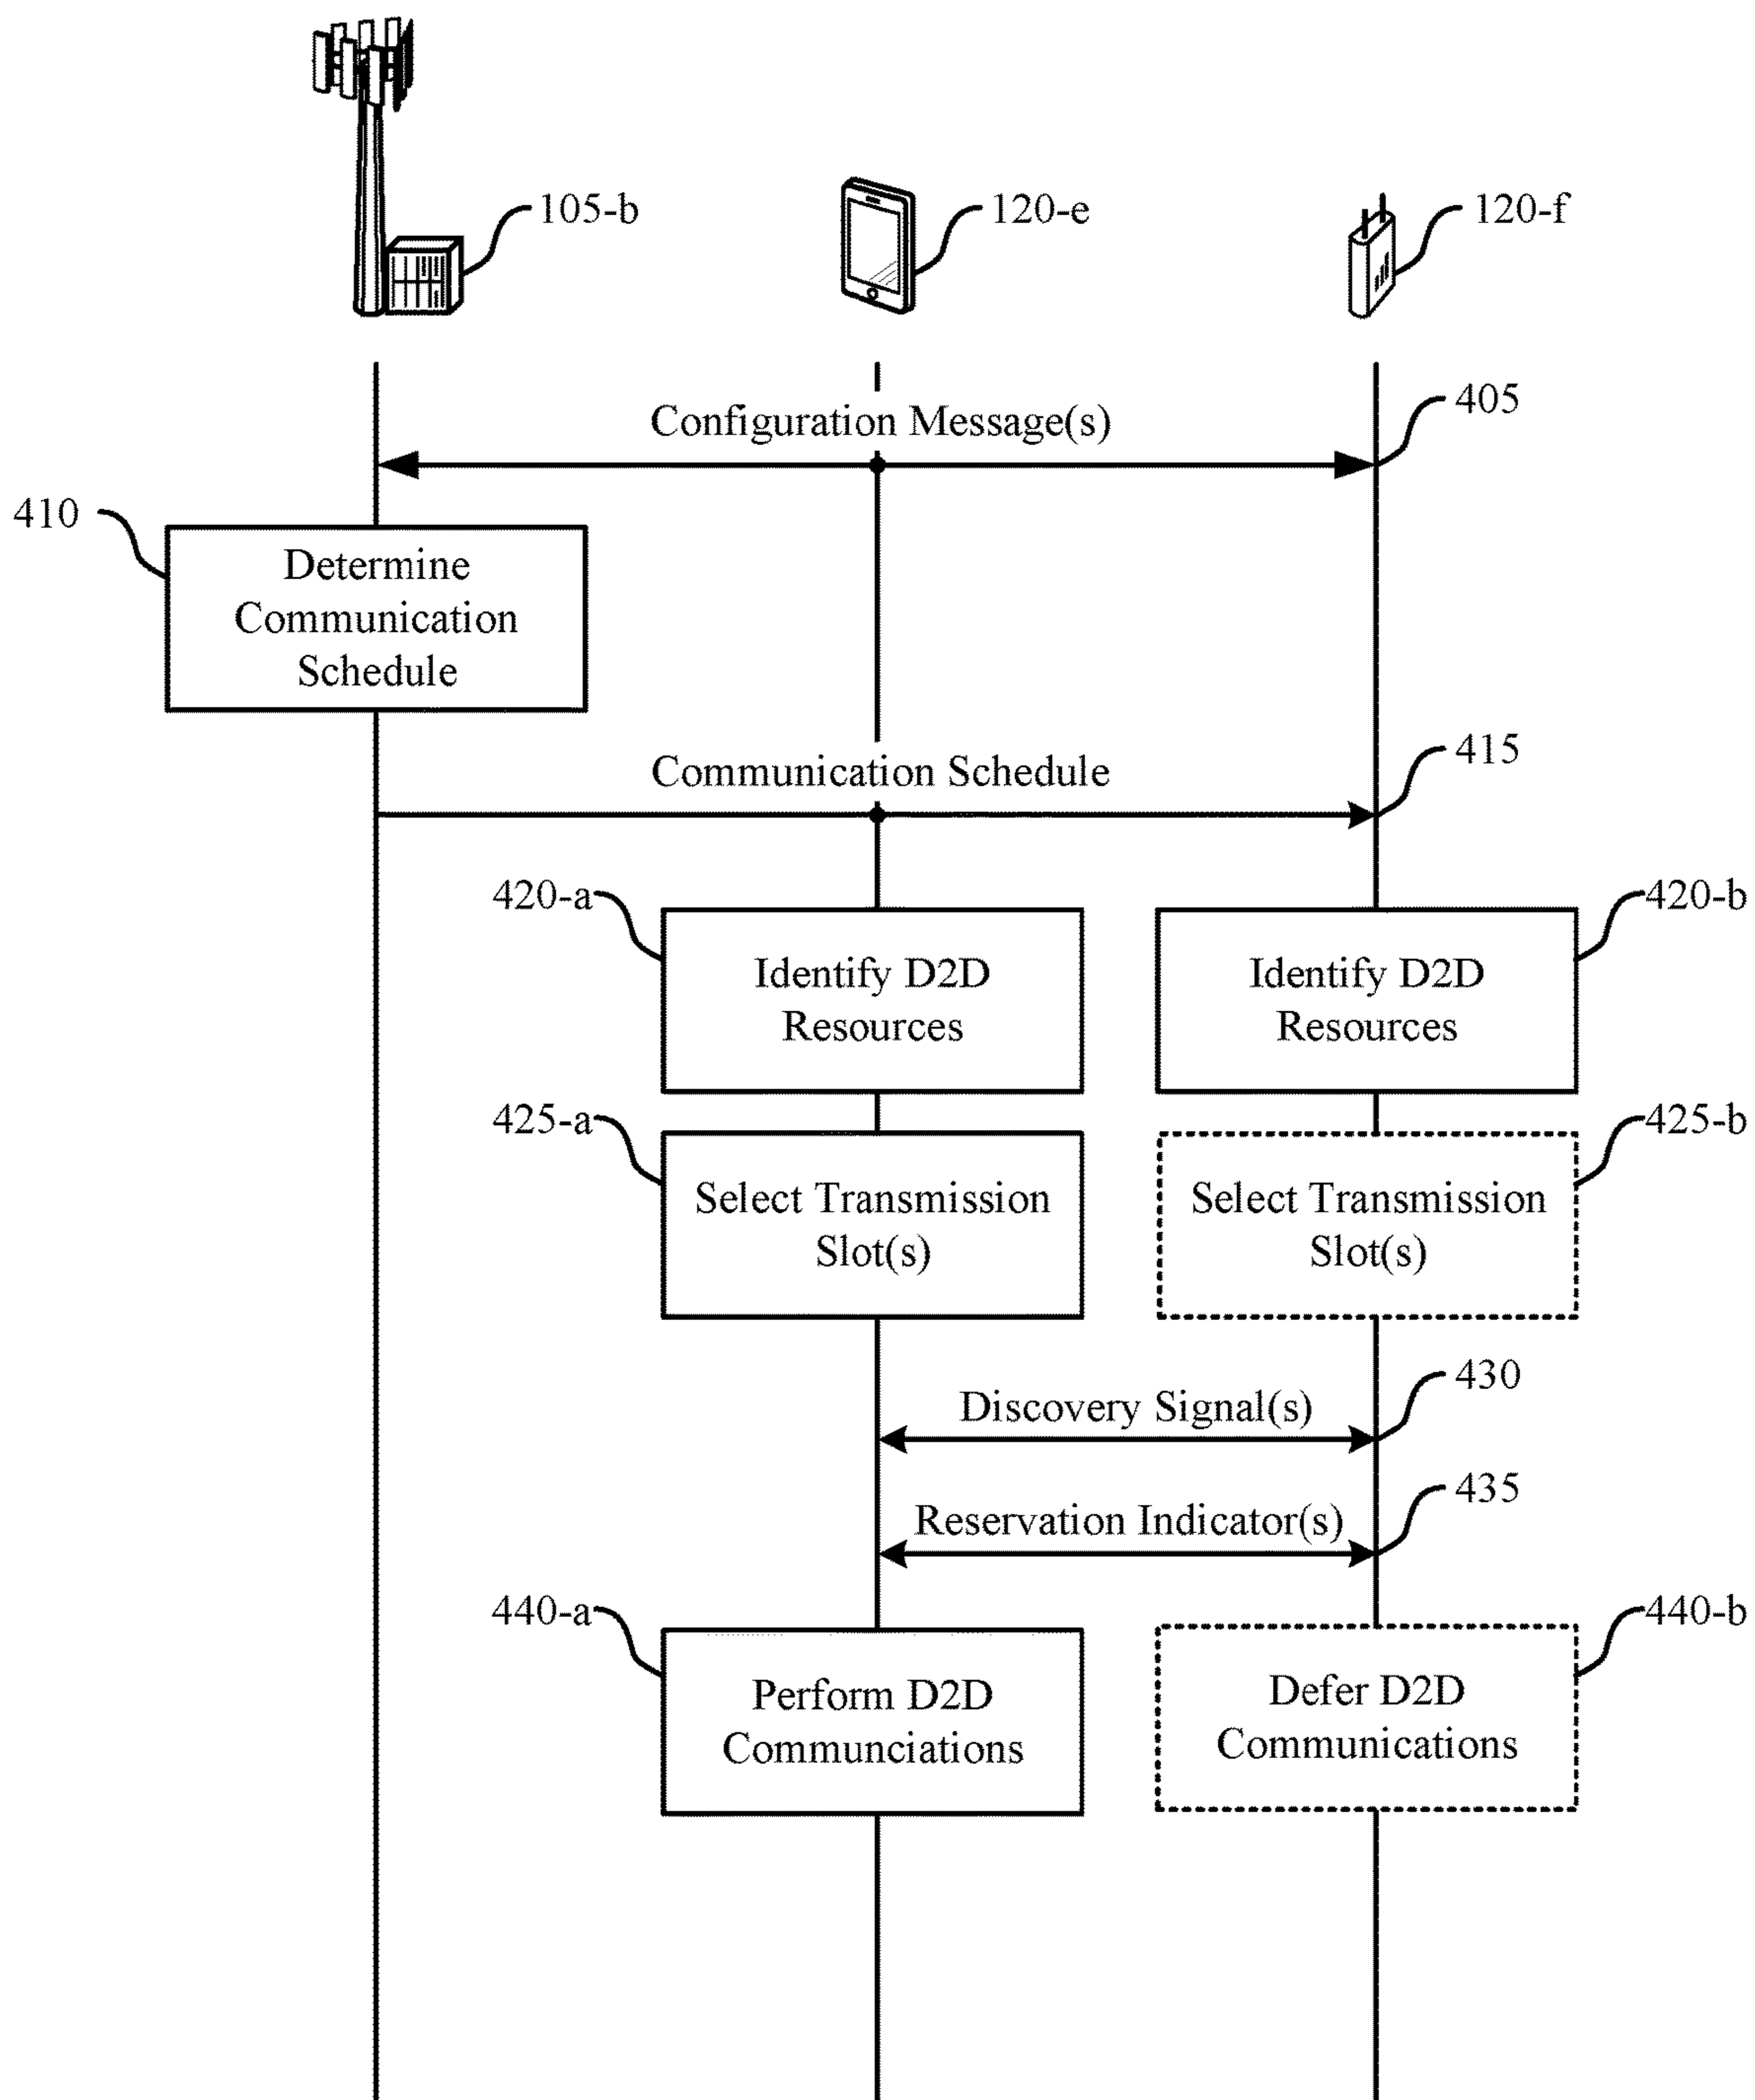 105-b
120-e
120-f
405
Configuration Message(s)
410
Determine
Communication
Schedule
415
Communication Schedule
420-a
420-b
Identify D2D
Resources
Identify D2D
Resources
425-a
425-b
Select Transmission
Slot(s)
Select Transmission
Slot(s)
430
Discovery Signal(s)
435
Reservation Indicator(s)
440-a
440-b
Perform D2D
Communciations
Defer D2D
Communications